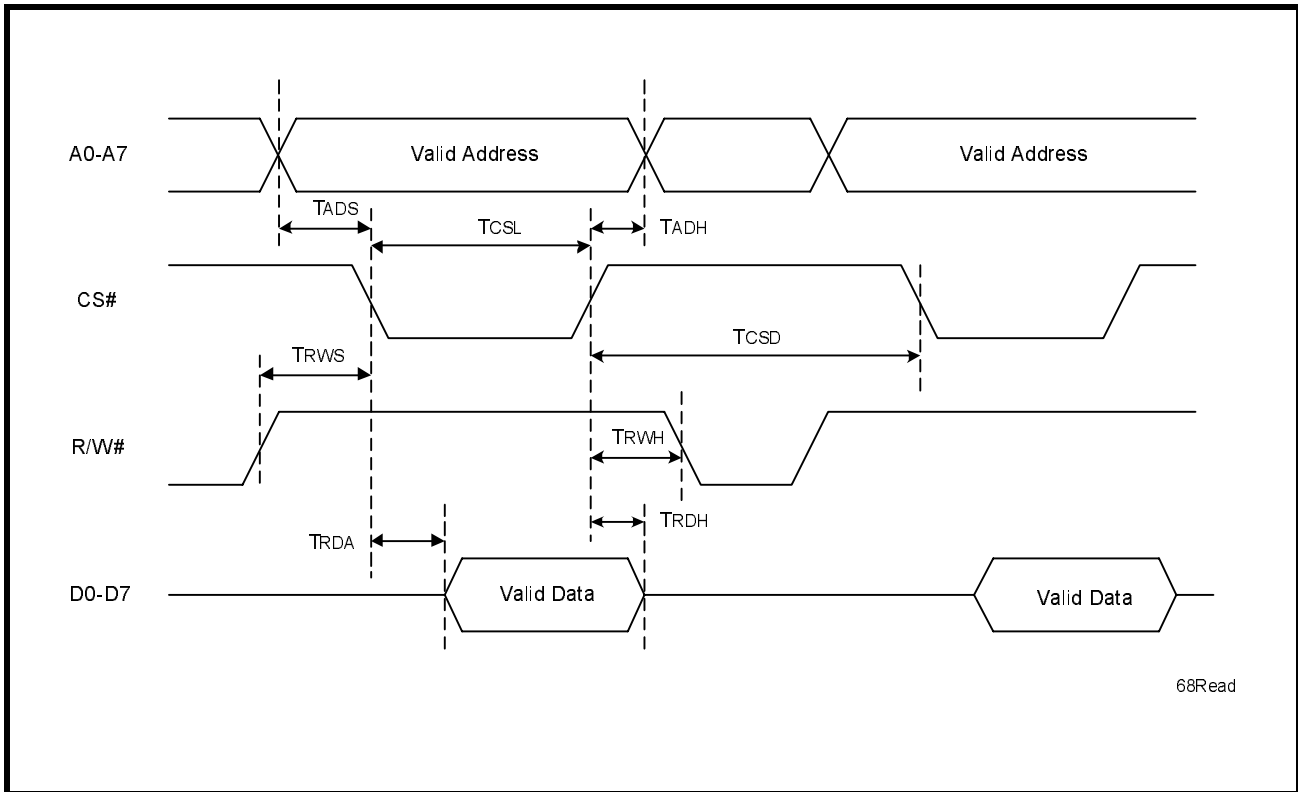 A0-A7
Valid Address
Valid Address
TADS
TCSL
TADH
CS#
TCSD
TRWS
R/W#
TRWH
TRDA
TRDH
D0-D7
Valid Data
Valid Data
68Read